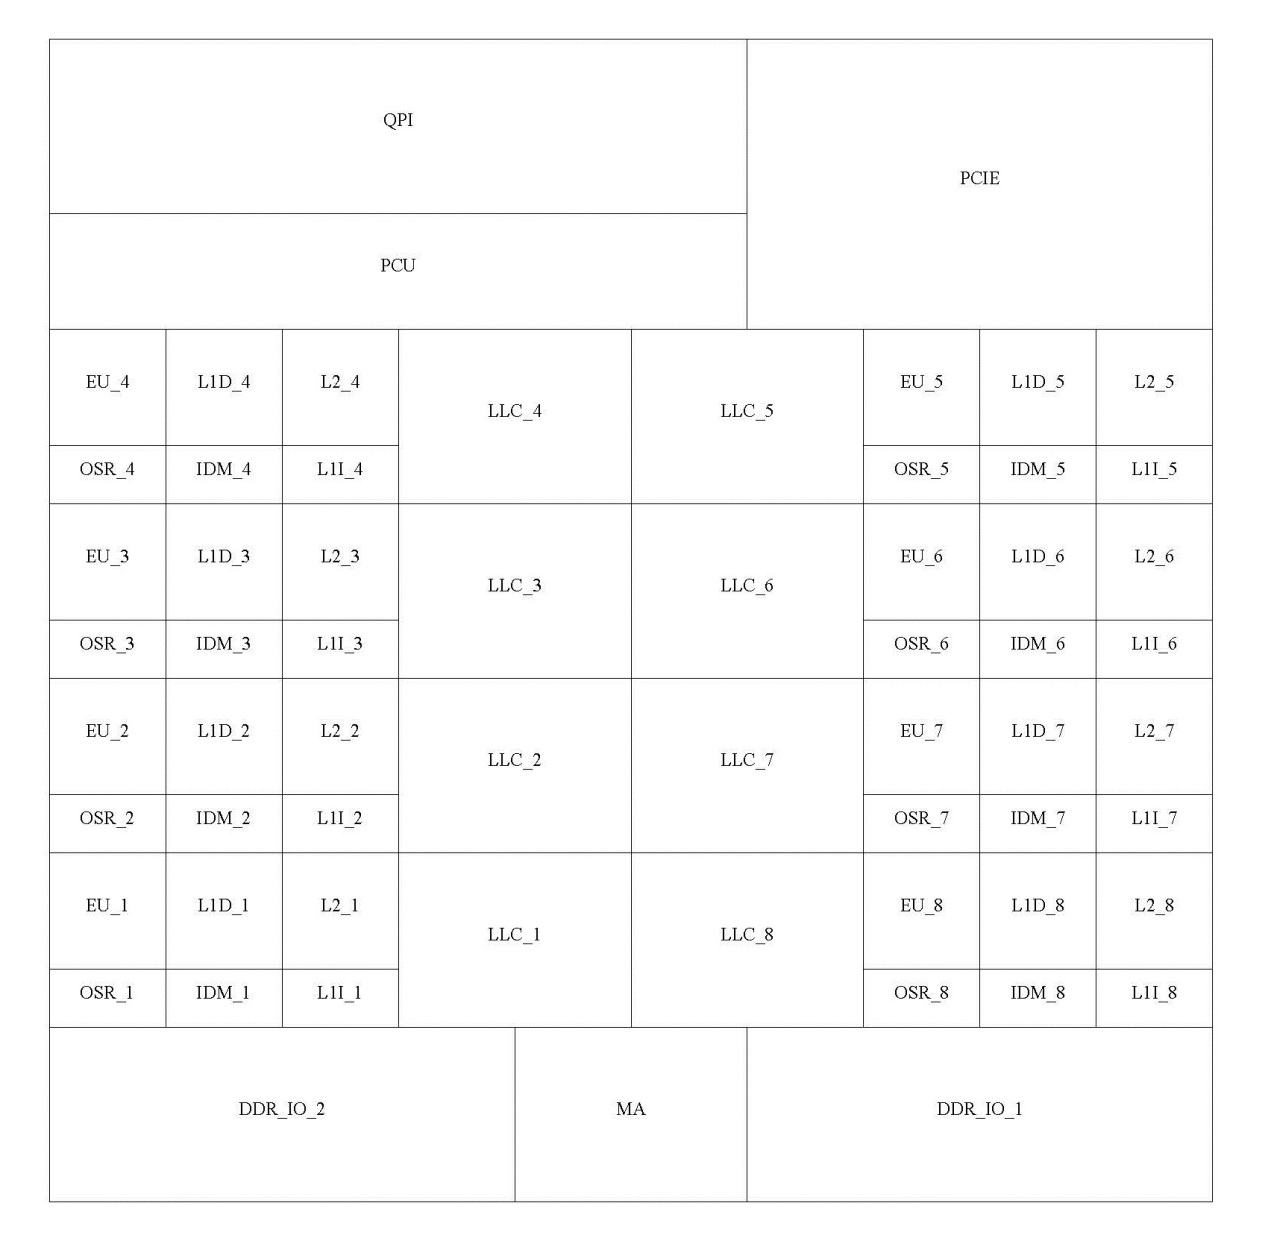 QPI
PCIE
PCU
EU_4 L1D_4 L2_4 LLC_4 LLC_5 EU_5 L1D_5 L2_5
OSR_4 IDM_4 L1I_4 OSR_5 IDM_5 L1I_5
EU_3 L1D_3 L2_3 LLC_3 LLC_6 EU_6 L1D_6 L2_6
OSR_3 IDM_3 L1I_3 OSR_6 IDM_6 L1I_6
EU_2 L1D_2 L2_2 LLC_2 LLC_7 EU_7 L1D_7 L2_7
OSR_2 IDM_2 L1I_2 OSR_7 IDM_7 L1I_7
EU_1 L1D_1 L2_1 LLC_1 LLC_8 EU_8 L1D_8 L2_8
OSR_1 IDM_1 L1I_1 OSR_8 IDM_8 L1I_8
DDR_IO_2 MA DDR_IO_1